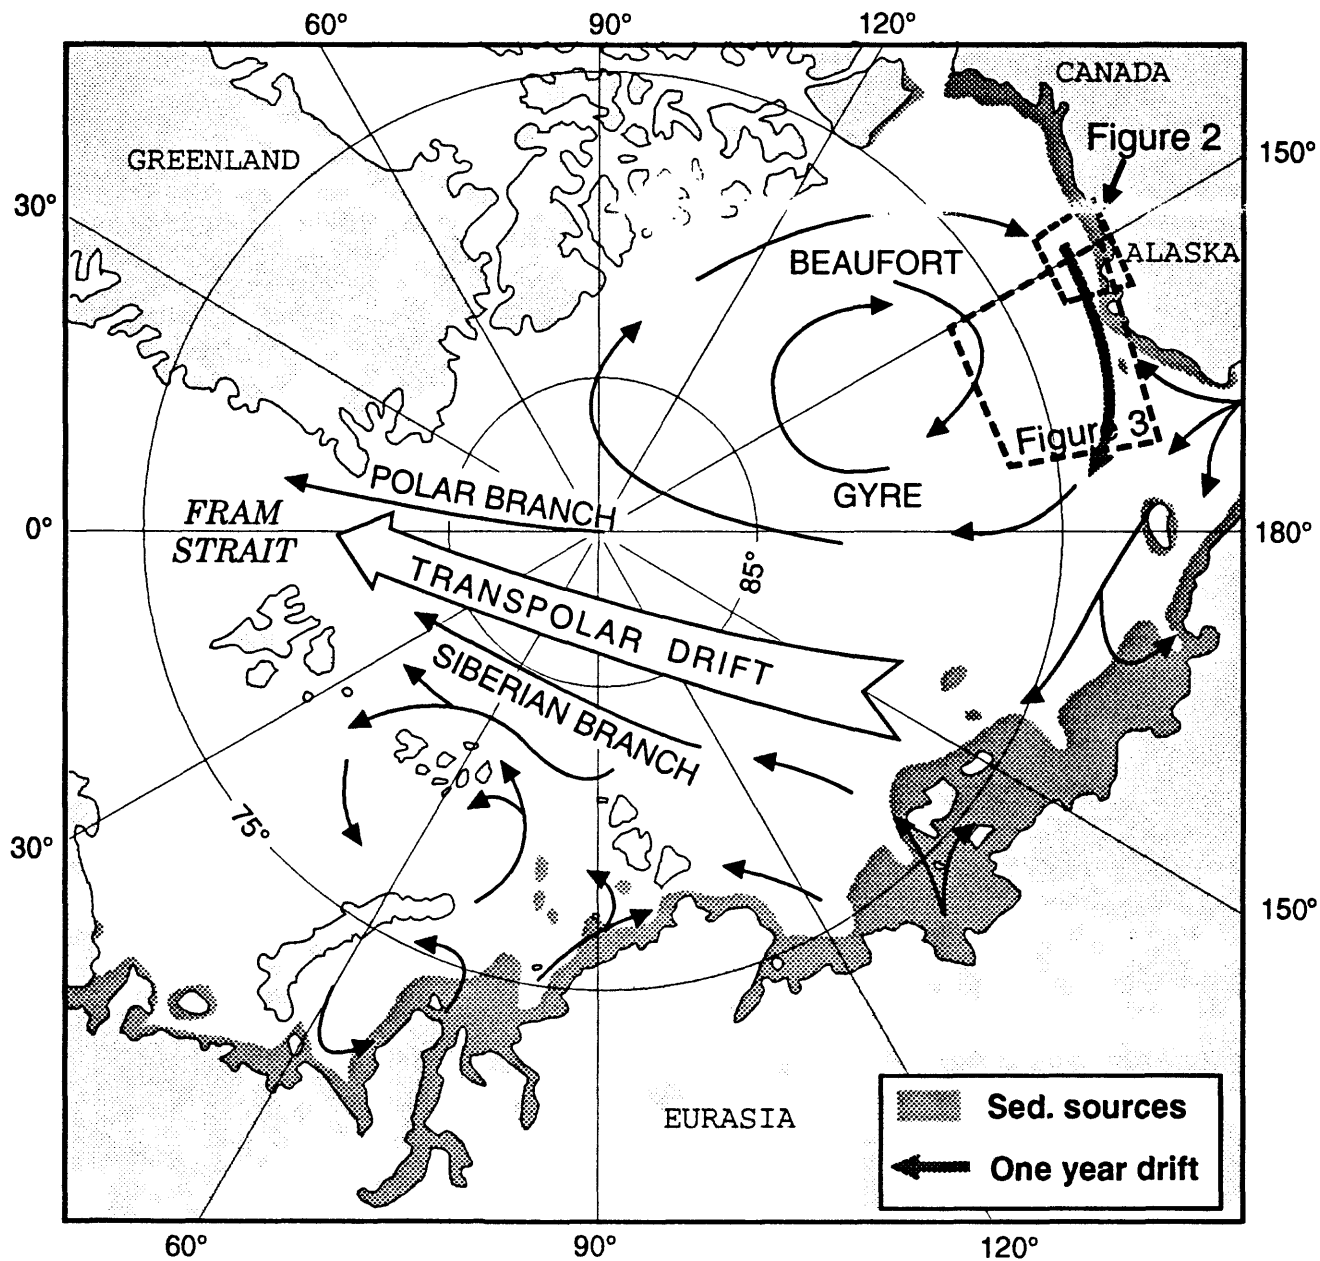 60° 90° 120°
CANADA
Figure 2
150°
GREENLAND
30°
ALASKA
BEAUFORT
Figure 3
POLAR BRANCH
GYRE
FRAM
STRAIT
0°
180°
85°
TRANSPOLAR DRIFT
SIBERIAN BRANCH
75°
30°
150°
EURASIA
Sed. sources
One year drift
60° 90° 120°